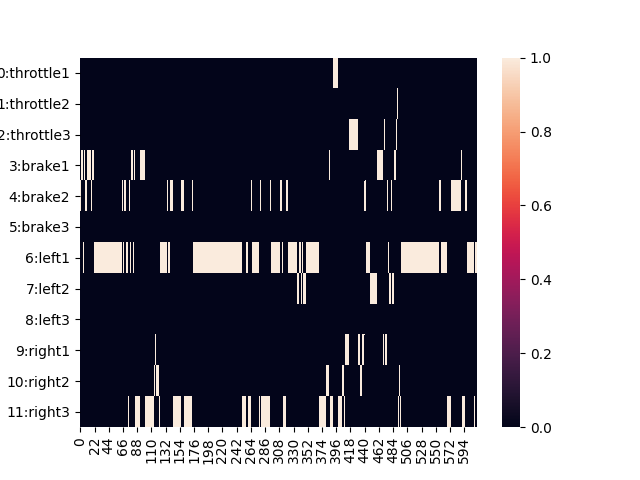 0:throttle1
1:throttle2
2:throttle3
3:brake1
4:brake2
5:brake3
6:left1
7:left2
8:left3
9:right1
10:right2
11:right3
0 22 44 66 88 110 132 154 176 198 220 242 264 286 308 330 352 374 396 418 440 462 484 506 528 550 572 594
1.0
0.8
0.6
0.4
0.2
0.0